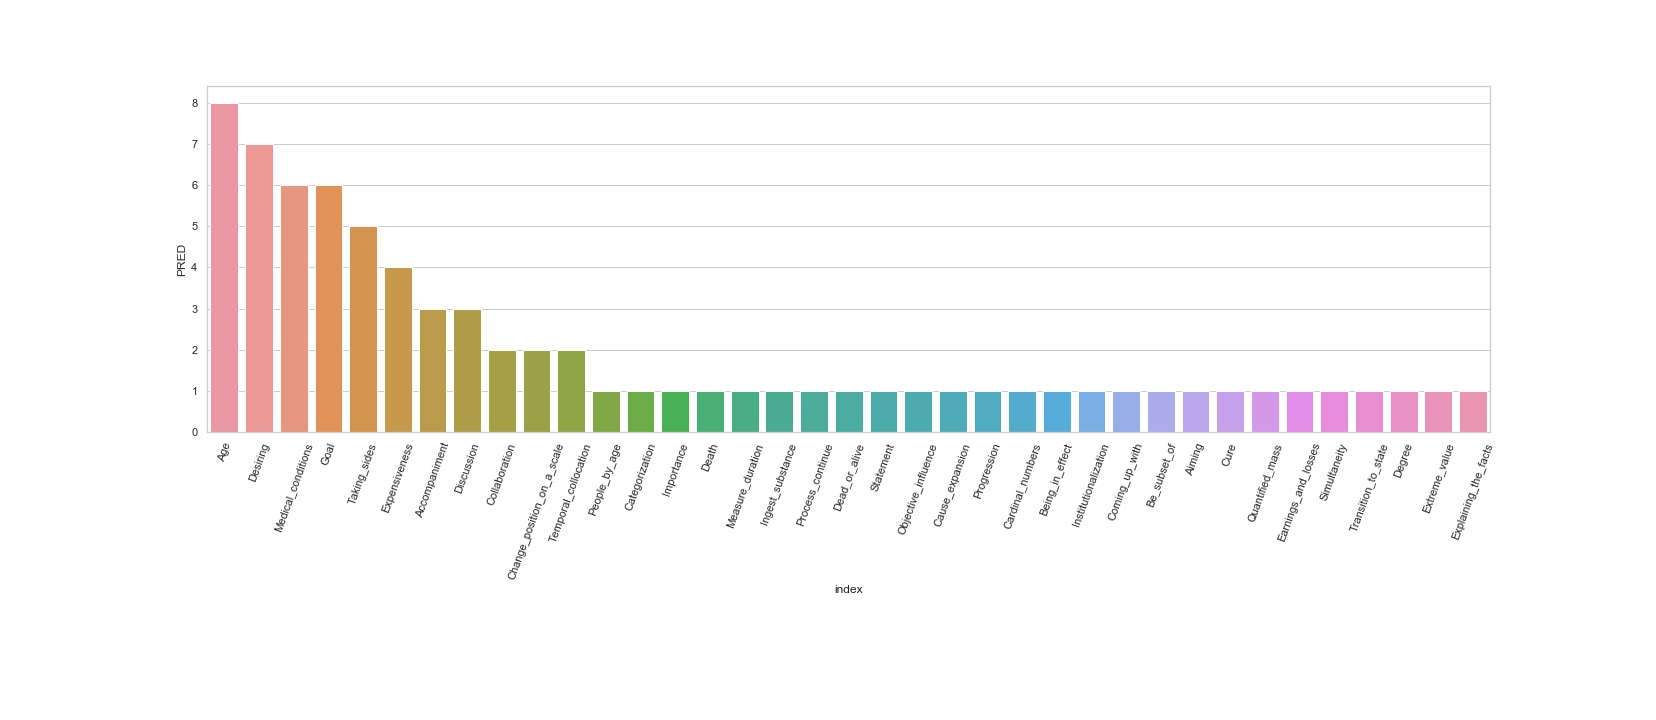 8
7
6
5
4
3
2
1
0
PRED
Age
Desiring
Medical_conditions
Goal
Taking_sides
Expensiveness
Accompaniment
Discussion
Collaboration
Change_position_on_a_scale
Temporal_collocation
People_by_age
Categorization
Importance
Death
Measure_duration
Ingest_substance
Process_continue
Dead_or_alive
Statement
Objective_influence
Cause_expansion
Progression
Cardinal_numbers
Being_in_effect
Institutionalization
Coming_up_with
Be_subset_of
Aiming
Cure
Quantified_mass
Earnings_and_losses
Simultaneity
Transition_to_state
Degree
Extreme_value
Explaining_the_facts
index